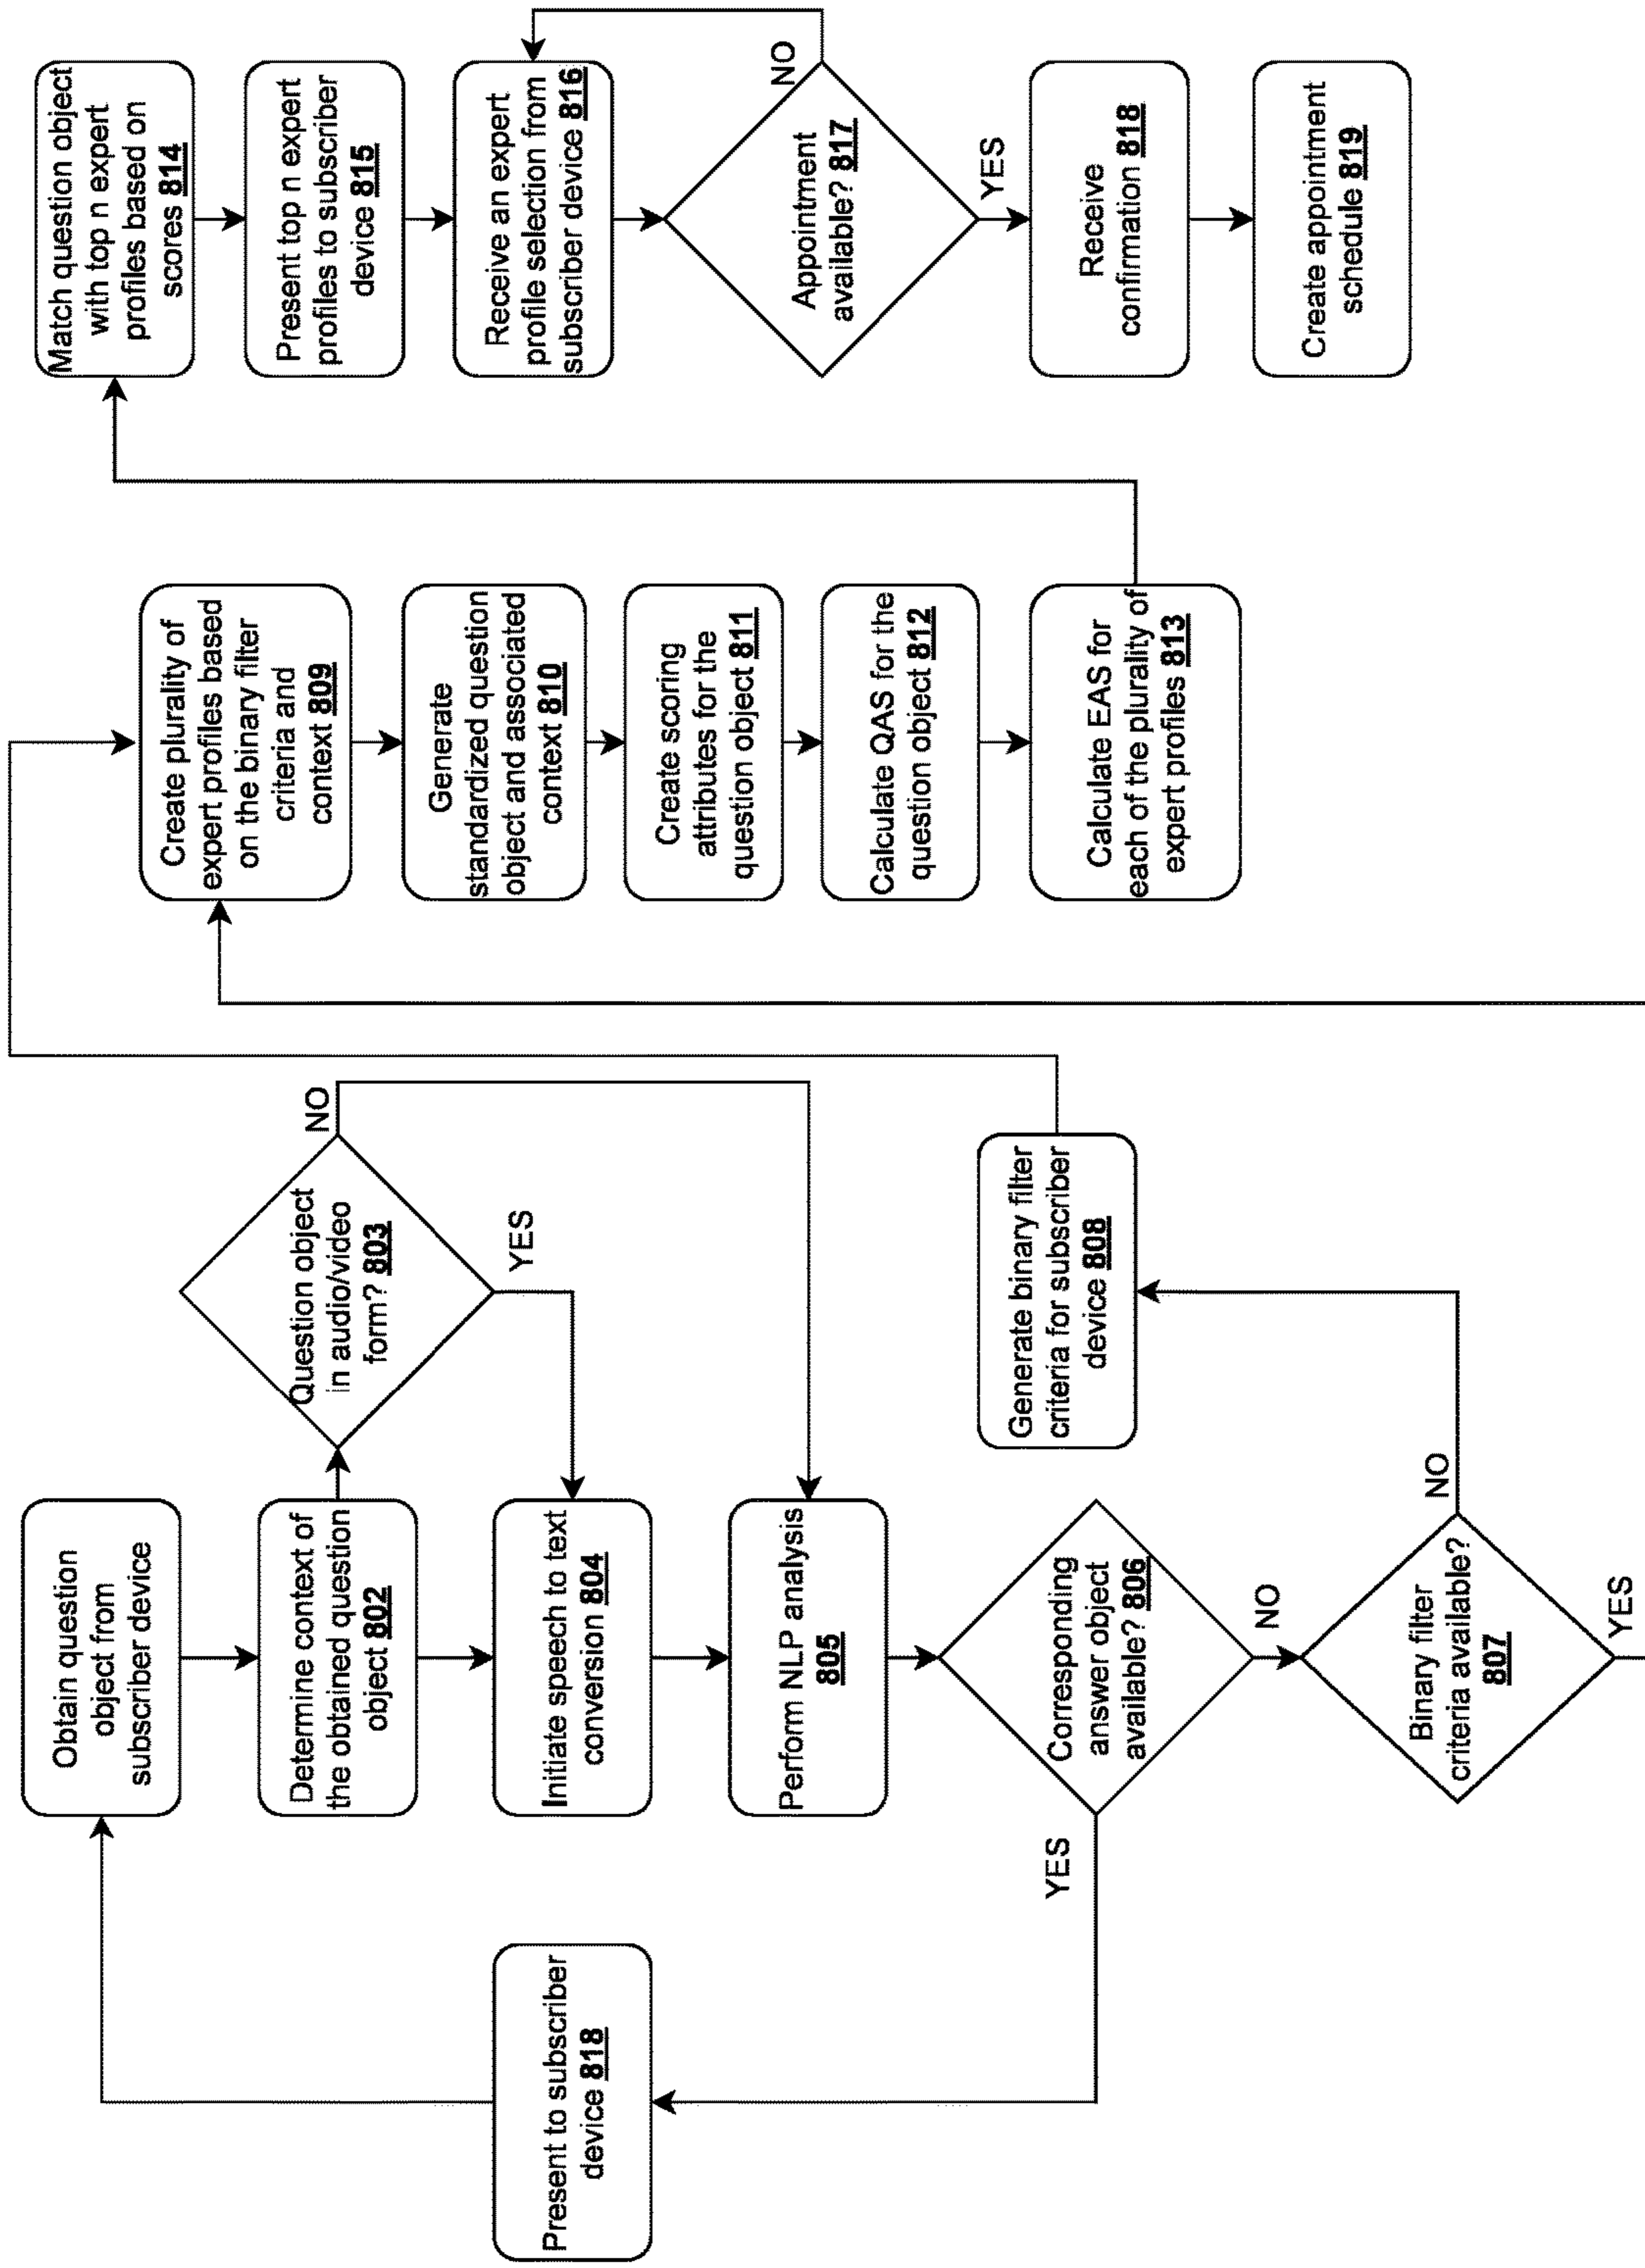 Obtain question
object from
subscriber device
Determine context of
the obtained question
object 802
Question object
in audio/video
form? 803
NO
YES
Initiate speech to text
conversion 804
Perform NLP analysis
805
Corresponding
answer object
available? 806
YES
NO
Present to subscriber
device 818
Binary filter
criteria available?
807
NO
YES
Generate binary filter
criteria for subscriber
device 808
Create plurality of
expert profiles based
on the binary filter
criteria and
context 809
Generate
standardized question
object and associated
context 810
Create scoring
attributes for the
question object 811
Calculate QAS for the
question object 812
Calculate EAS for
each of the plurality of
expert profiles 813
Match question object
with top n expert
profiles based on
scores 814
Present top n expert
profiles to subscriber
device 815
Receive an expert
profile selection from
subscriber device 816
Appointment
available? 817
NO
YES
Receive
confirmation 818
Create appointment
schedule 819